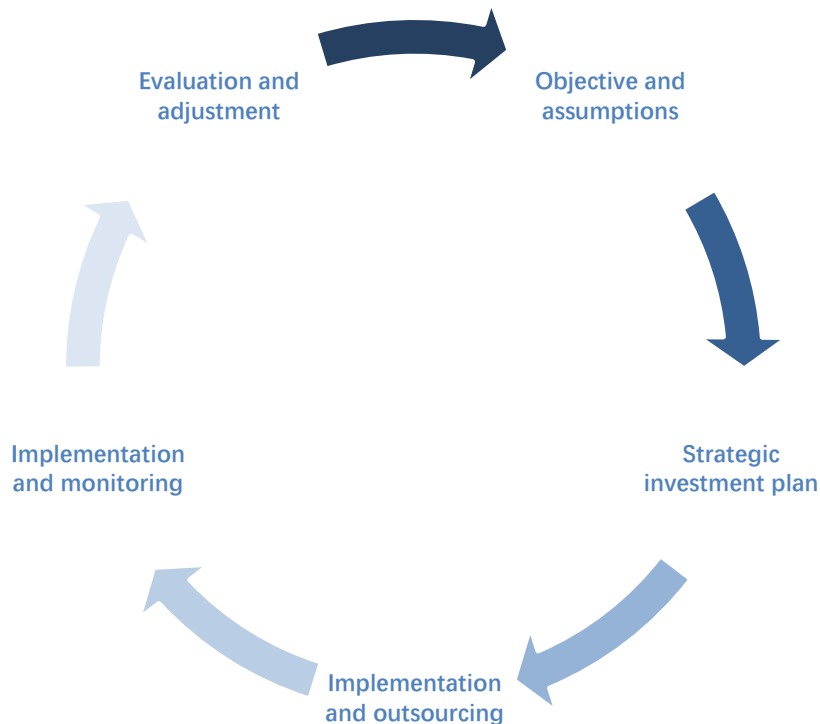 Evaluation and
adjustment
Objective and
assumptions
Strategic
investment plan
Implementation
and outsourcing
Implementation
and monitoring